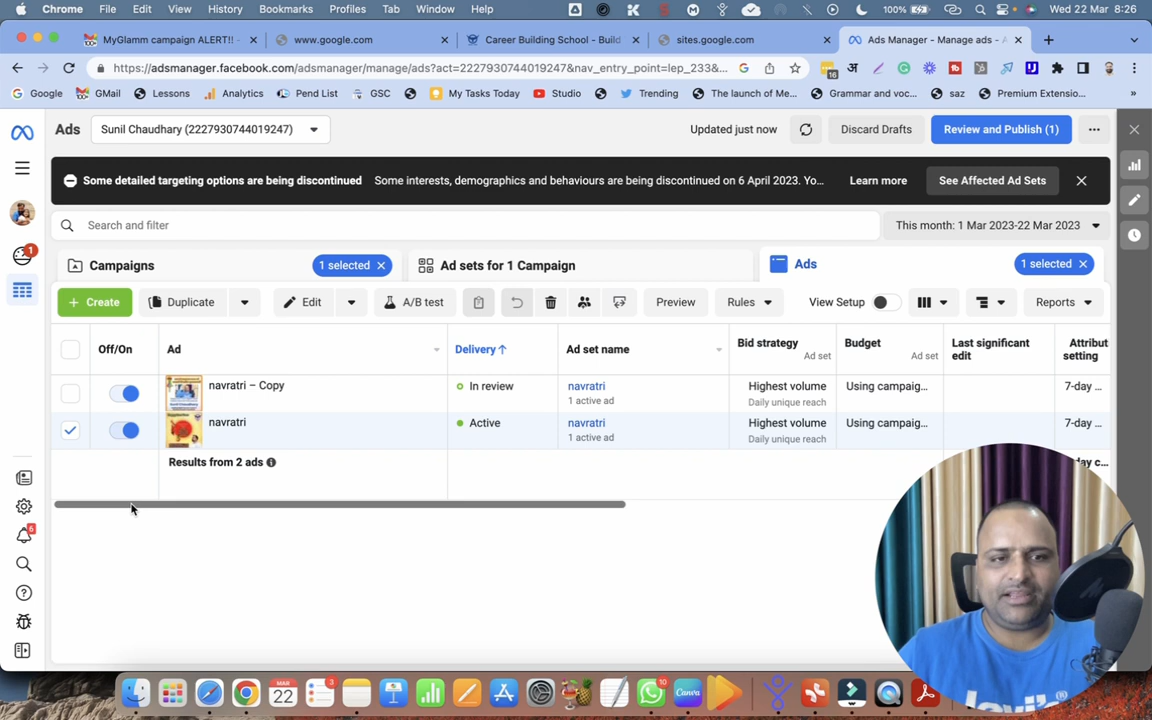 Chrome File Edit View History Bookmarks Profiles Tab Window Help 100% Wed 22 Mar 8:26
MyGlamm campaign ALERT!! - www.google.com Career Building School - Build sites.google.com Ads Manager - Manage ads - A
https://adsmanager.facebook.com/adsmanager/manage/ads?act=2227930744019247&nav_entry_point=lep_233&...
Google GMail Lessons Analytics Pend List GSC My Tasks Today Studio Trending The launch of Me... Grammar and voc... saz Premium Extensio...
Ads Sunil Chaudhary (2227930744019247) Updated just now Discard Drafts Review and Publish (1)
Some detailed targeting options are being discontinued Some interests, demographics and behaviours are being discontinued on 6 April 2023. Yo... Learn more See Affected Ad Sets
1
Search and filter This month: 1 Mar 2023-22 Mar 2023
Campaigns 1 selected Ad sets for 1 Campaign Ads 1 selected
+ Create Duplicate Edit A/B test Preview Rules View Setup Reports
Off/On Ad Delivery ↑ Ad set name Bid strategy Ad set Budget Ad set Last significant edit Attribut setting
navratri – Copy In review navratri Highest volume Using campaig... 7-day ...
1 active ad Daily unique reach
navratri Active navratri Highest volume Using campaig... 7-day ...
1 active ad Daily unique reach
Results from 2 ads
6
MAR 22 3 10